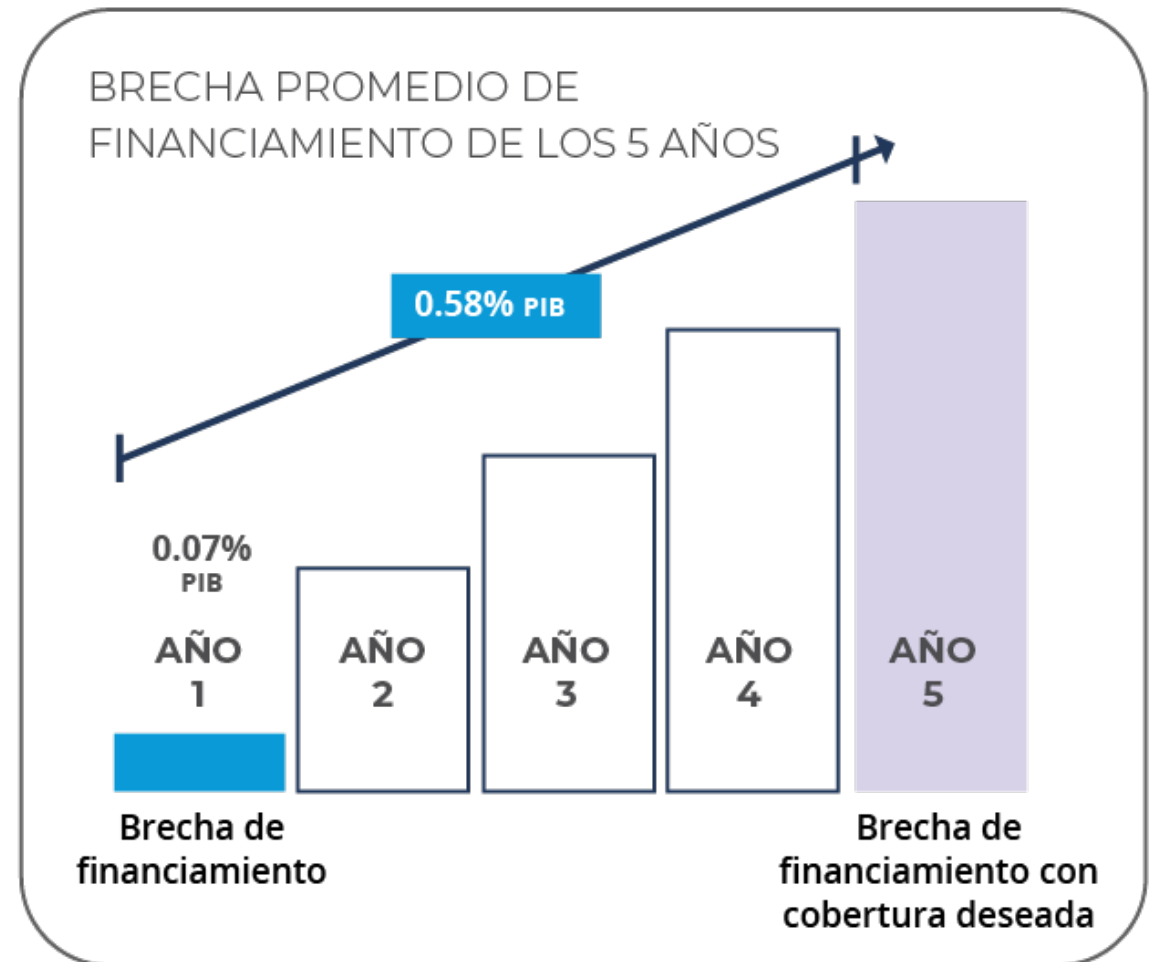 BRECHA PROMEDIO DE
FINANCIAMIENTO DE LOS 5 AÑOS
0.58% PIB
0.07%
PIB
AÑO
1
AÑO
2
AÑO
3
AÑO
4
AÑO
5
Brecha de
financiamiento
Brecha de
financiamiento con
cobertura deseada